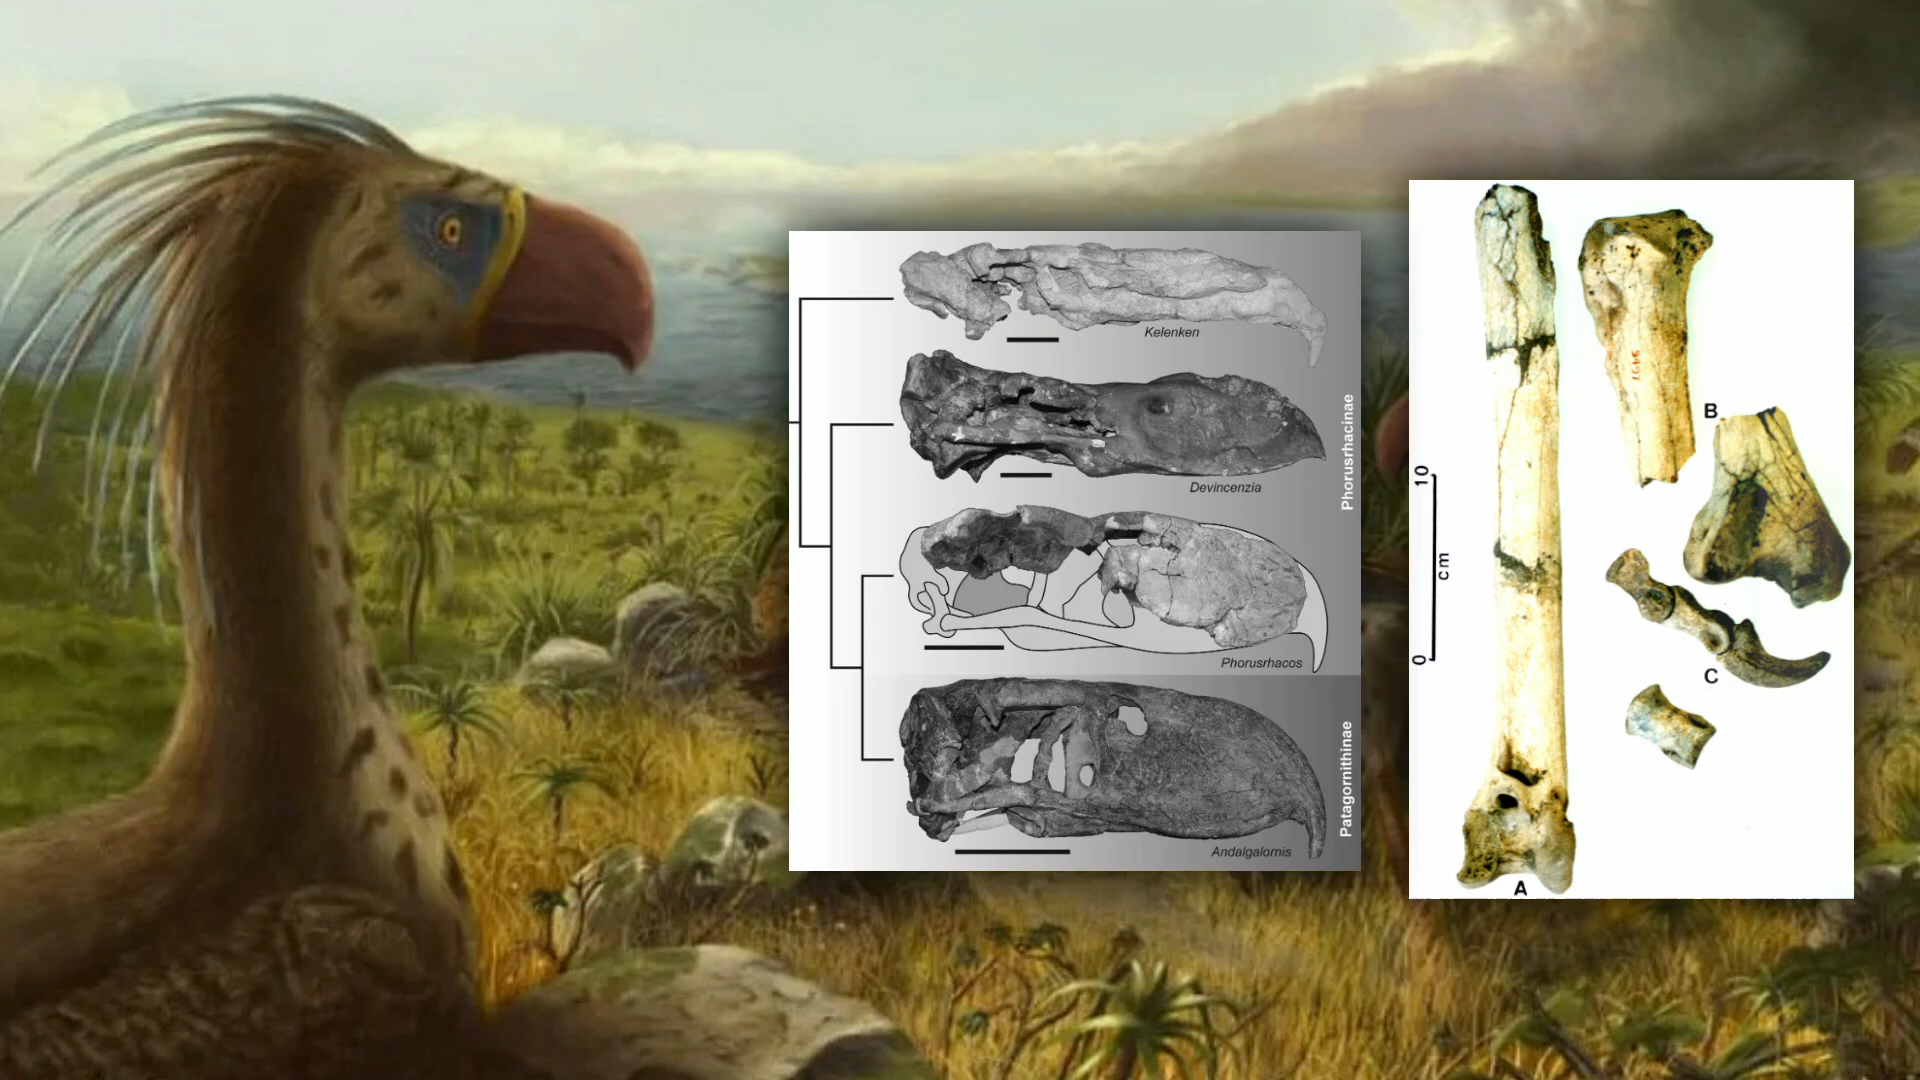 Kelenken
Devincenzia
Phorusrhacos
Andalgalornis
Phorusrhacinae
Patagornithinae
10
cm
0
A
B
C